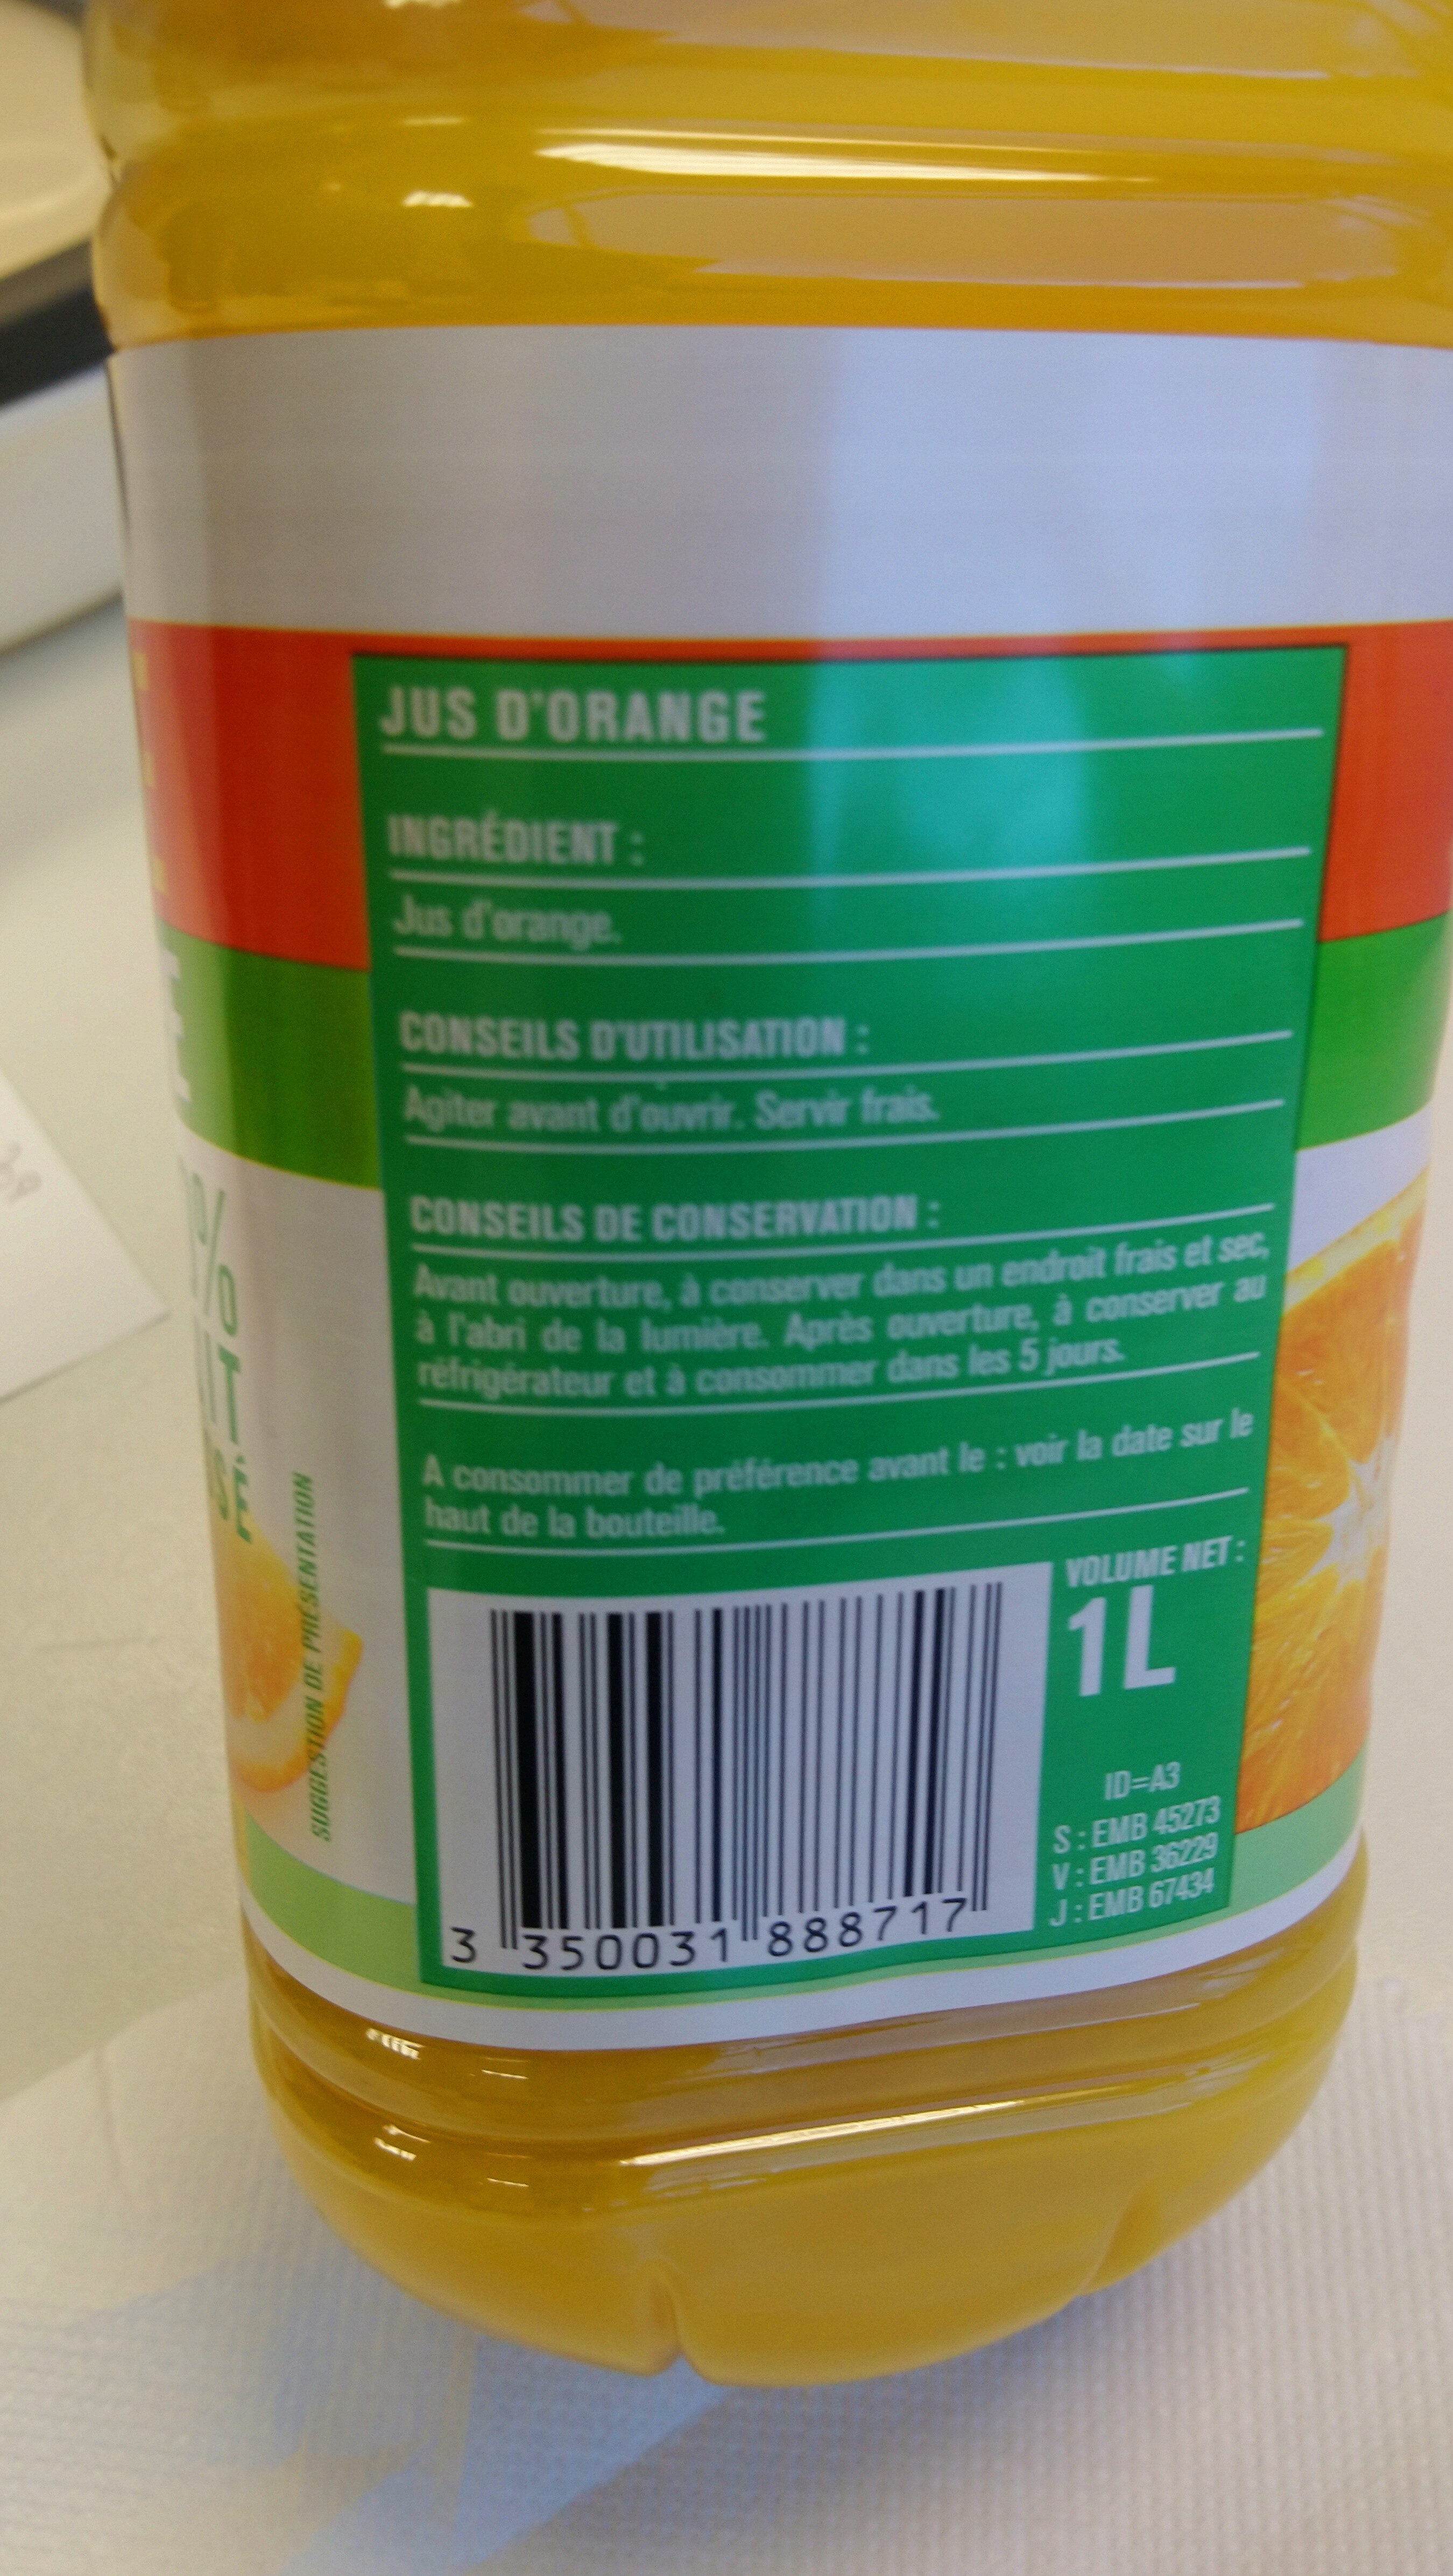 JUS D'ORANGE
INGRÉDIENT :
Jus d'orange.
CONSEILS D'UTILISATION :
Agiter avant d'ouvrir. Servir frais.
CONSEILS DE CONSERVATION :
Avant ouverture, à conserver dans un endroit frais et sec,
à l'abri de la lumière. Après ouverture, à conserver au
réfrigérateur et à consommer dans les 5 jours.
A consommer de préférence avant le : voir la date sur le
haut de la bouteille.
VOLUME NET :
1L
ID=A3
S : EMB 45273
V : EMB 36229
J : EMB 67434
3 350031 888717
SUGGESTION DE PRÉSENTATION